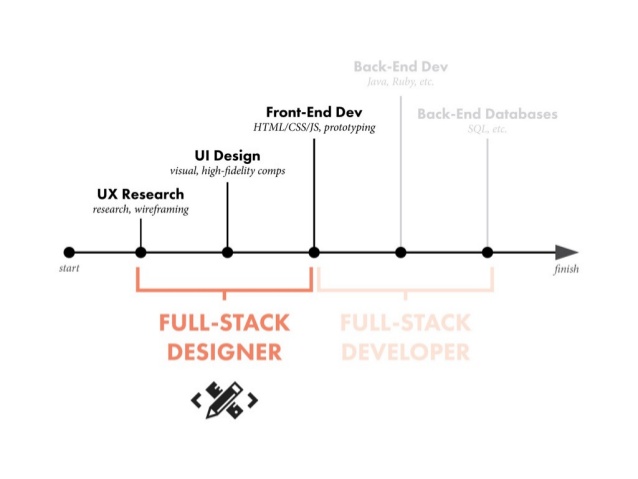 Back-End Dev
Java, Ruby, etc.
Front-End Dev
HTML/CSS/JS, prototyping
Back-End Databases
SQL, etc.
UI Design
visual, high-fidelity comps
UX Research
research, wireframing
start
finish
FULL-STACK
DESIGNER
FULL-STACK
DEVELOPER